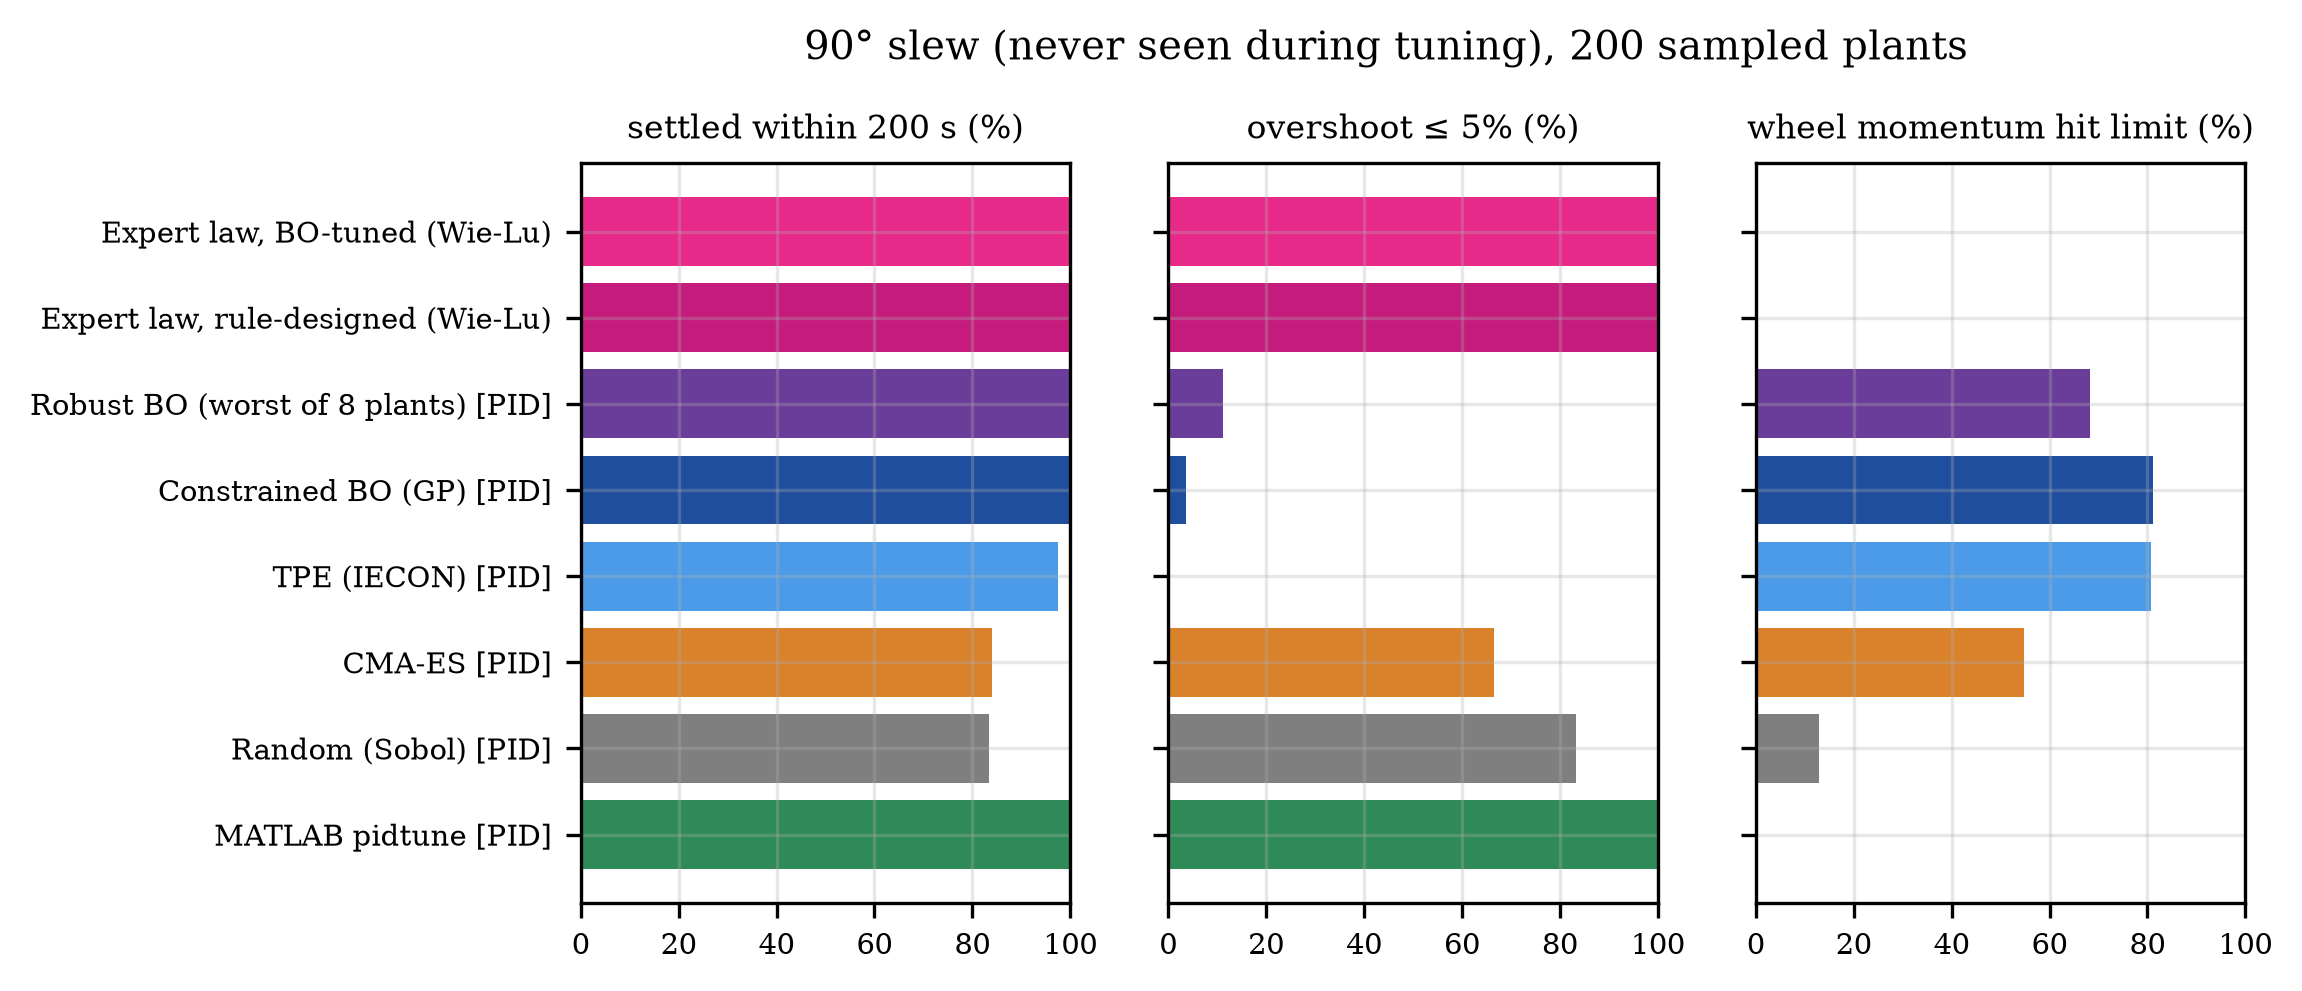 90° slew (never seen during tuning), 200 sampled plants
settled within 200 s (%)
overshoot ≤ 5% (%)
wheel momentum hit limit (%)
Expert law, BO-tuned (Wie-Lu)
Expert law, rule-designed (Wie-Lu)
Robust BO (worst of 8 plants) [PID]
Constrained BO (GP) [PID]
TPE (IECON) [PID]
CMA-ES [PID]
Random (Sobol) [PID]
MATLAB pidtune [PID]
0 20 40 60 80 100
0 20 40 60 80 100
0 20 40 60 80 100